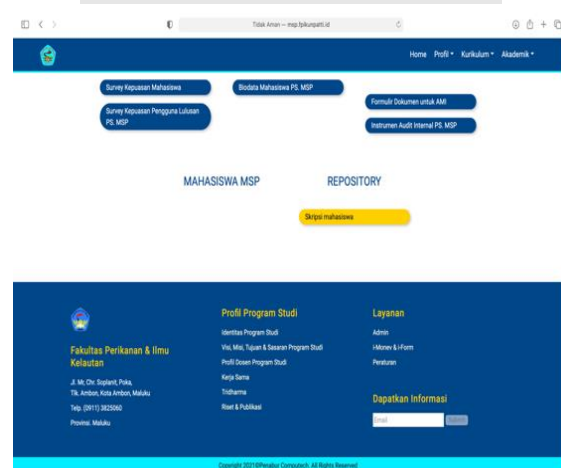 Tidak Aman — msp.fpikunpatti.id
Home Profil Kurikulum Akademik
Survey Kepuasan Mahasiswa
Biodata Mahasiswa PS. MSP
Formulir Dokumen untuk AMI
Survey Kepuasan Pengguna Lulusan
PS. MSP
Instrumen Audit Internal PS. MSP
MAHASISWA MSP
REPOSITORY
Skripsi mahasiswa
Fakultas Perikanan & Ilmu
Kelautan
Jl. Mr, Chr. Soplanit, Poka,
Tlk. Ambon, Kota Ambon, Maluku
Telp. (0911) 3825060
Provinsi. Maluku
Profil Program Studi
Identitas Program Studi
Visi, Misi, Tujuan & Sasaran Program Studi
Profil Dosen Program Studi
Kerja Sama
Tridharma
Riset & Publikasi
Layanan
Admin
i-Monev & i-Form
Peraturan
Dapatkan Informasi
Email
Submit
Copyright 2021@Penabur Computech. All Rights Reserved